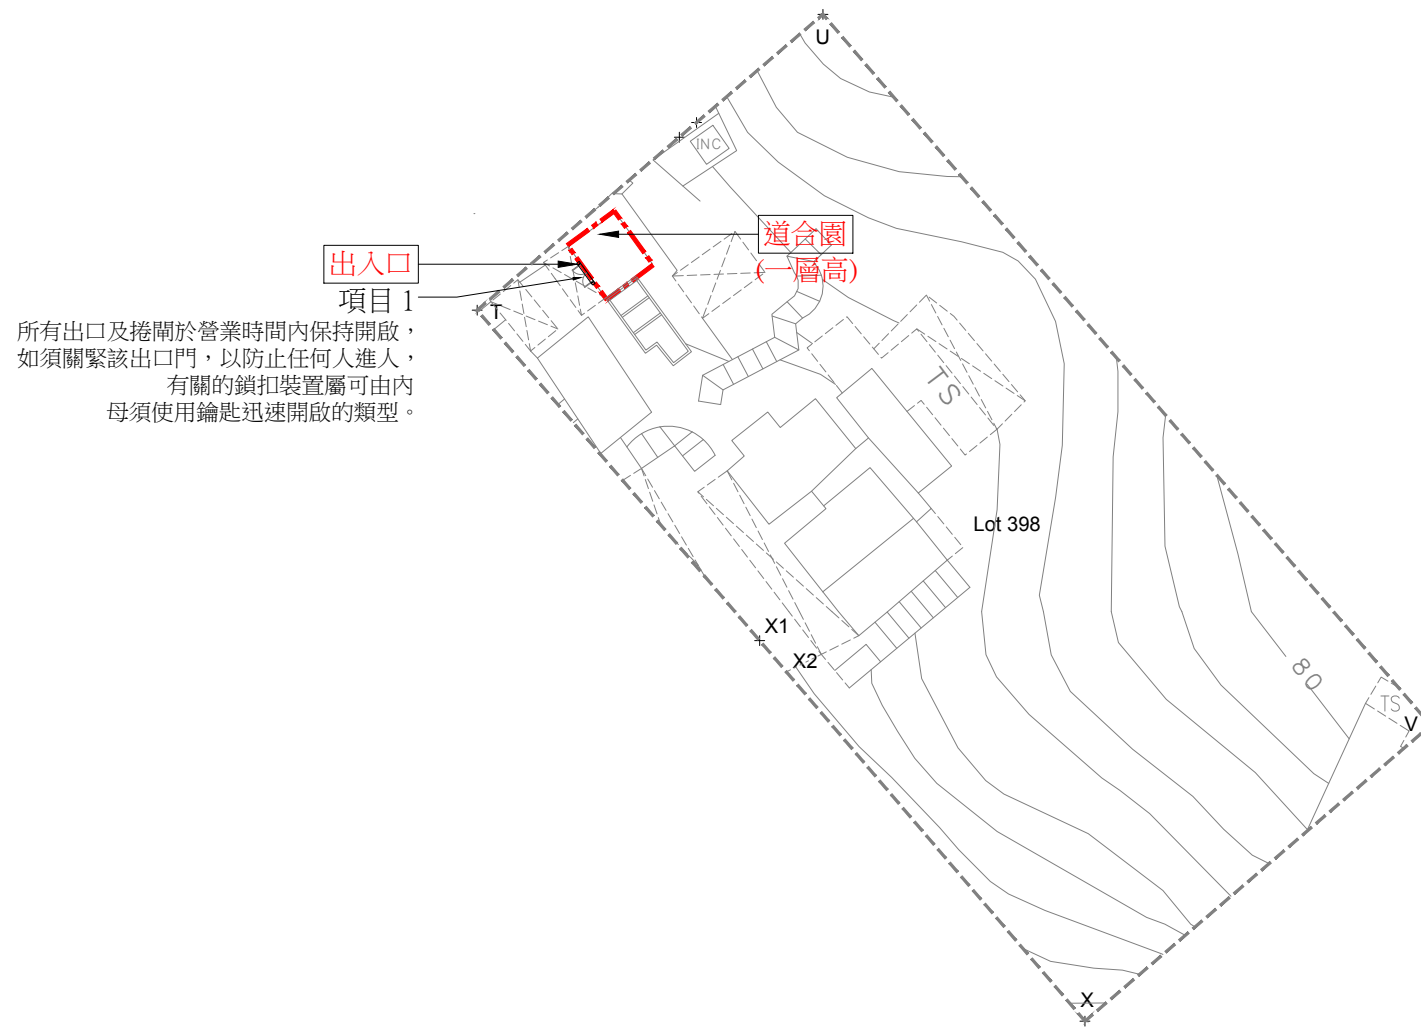 U
INC
道合園
(一層高)
出入口
項目 1
T
所有出口及捲閘於營業時間內保持開啟，
如須關緊該出口門，以防止任何人進人，
有關的鎖扣裝置屬可由內
母須使用鑰匙迅速開啟的類型。
TS
Lot 398
X1
X2
80
TS
V
X